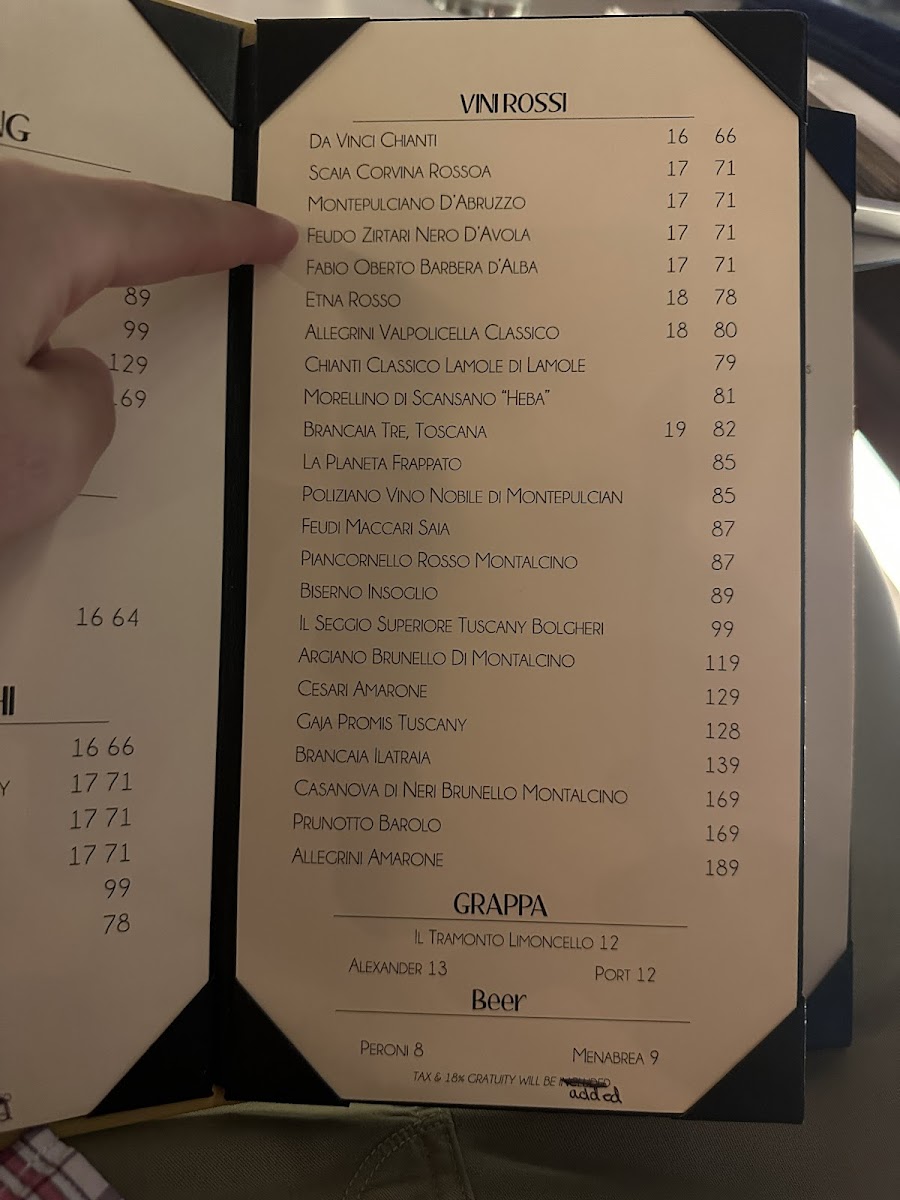 NG
89
99
129
169
16 64
HI
16 66
Y 17 71
17 71
17 71
99
78
VINI ROSSI
DA VINCI CHIANTI 16 66
SCAIA CORVINA ROSSOA 17 71
MONTEPULCIANO D'ABRUZZO 17 71
FEUDO ZIRTARI NERO D'AVOLA 17 71
FABIO OBERTO BARBERA D'ALBA 17 71
ETNA ROSSO 18 78
ALLEGRINI VALPOLICELLA CLASSICO 18 80
CHIANTI CLASSICO LAMOLE DI LAMOLE 79
MORELLINO DI SCANSANO "HEBA" 81
BRANCAIA TRE, TOSCANA 19 82
LA PLANETA FRAPPATO 85
POLIZIANO VINO NOBILE DI MONTEPULCIAN 85
FEUDI MACCARI SAIA 87
PIANCORNELLO ROSSO MONTALCINO 87
BISERNO INSOGLIO 89
IL SEGGIO SUPERIORE TUSCANY BOLGHERI 99
ARGIANO BRUNELLO DI MONTALCINO 119
CESARI AMARONE 129
GAJA PROMIS TUSCANY 128
BRANCAIA ILATRAIA 139
CASANOVA DI NERI BRUNELLO MONTALCINO 169
PRUNOTTO BAROLO 169
ALLEGRINI AMARONE 189
GRAPPA
IL TRAMONTO LIMONCELLO 12
ALEXANDER 13 PORT 12
Beer
PERONI 8 MENABREA 9
TAX & 18% GRATUITY WILL BE INCLUDED
added